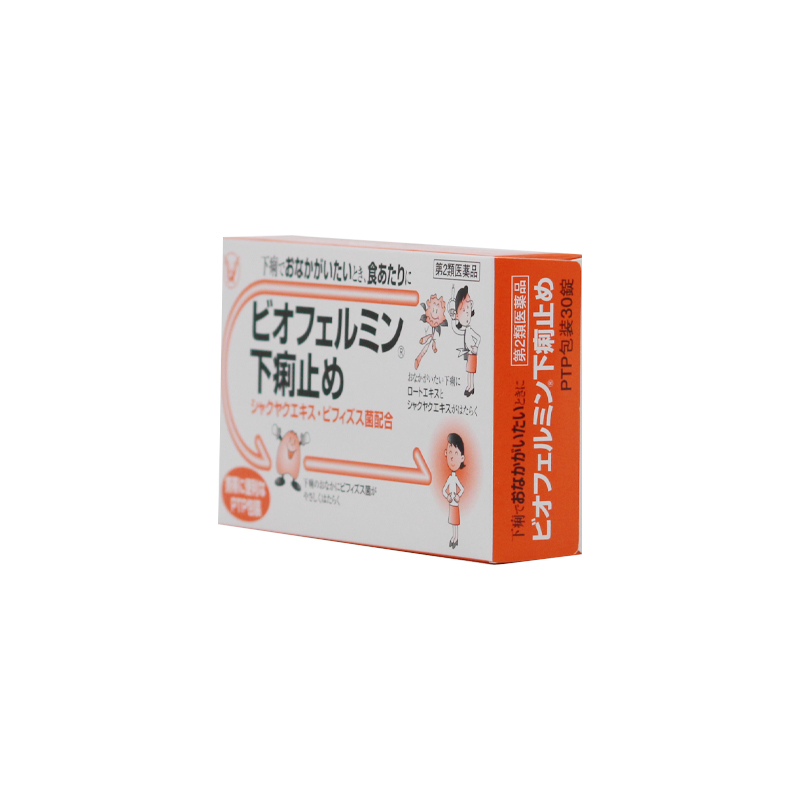 下痢でおなかがいたいとき、食あたりに
第2類医薬品
ビオフェルミン®
下痢止め
シャクヤクエキス・ビフィズス菌配合
おなかがいたい下痢に
ロートエキスと
シャクヤクエキスがはたらく
下痢のおなかにビフィズス菌が
やさしくはたらく
PTP包装
下痢でおなかがいたいときに
ビオフェルミン®下痢止め
第2類医薬品
PTP包装30錠